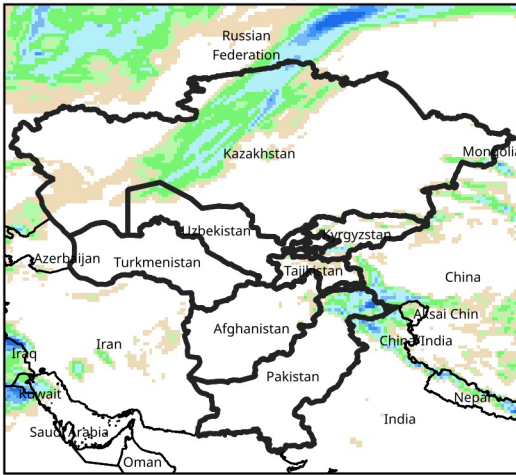 Russian
Federation
Kazakhstan
Mongolia
Uzbekistan
Kyrgyzstan
Azerbaijan
Turkmenistan
Tajikistan
China
Aksai Chin
Afghanistan
China/India
Iraq
Iran
Pakistan
Kuwait
Nepal
India
Saudi Arabia
Oman